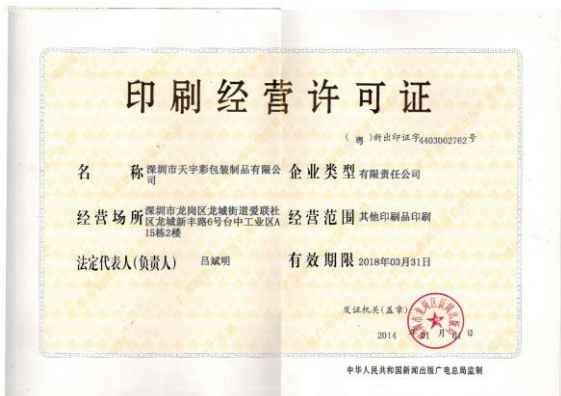 印刷经营许可证
( 粤 )新出印证字4403002762号
名 称 深圳市天宇彩包装制品有限公
司
企业类型 有限责任公司
经营场所 深圳市龙岗区龙城街道爱联社
区龙城新丰路6号台中工业区A
15栋2楼
经营范围 其他印刷品印刷
法定代表人(负责人) 吕斌明
有效期限 2018年03月31日
发证机关(盖章)
2014 年 月 日
中华人民共和国新闻出版广电总局监制